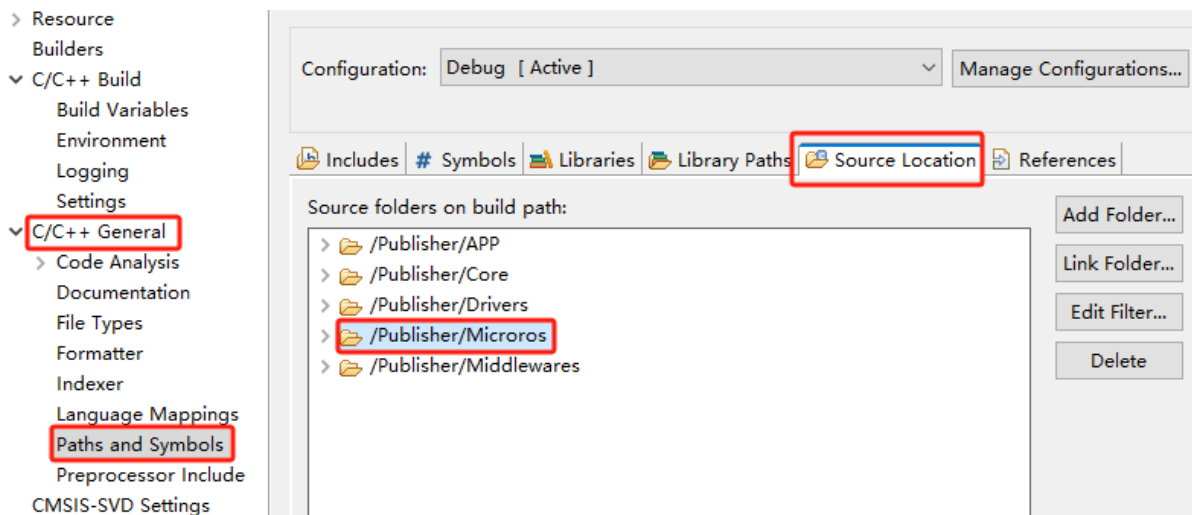 Resource
Builders
C/C++ Build
Build Variables
Environment
Logging
Settings
C/C++ General
Code Analysis
Documentation
File Types
Formatter
Indexer
Language Mappings
Paths and Symbols
Preprocessor Include
CMSIS-SVD Settings
Configuration: Debug [ Active ] Manage Configurations...
Includes # Symbols Libraries Library Paths Source Location References
Source folders on build path:
/Publisher/APP
/Publisher/Core
/Publisher/Drivers
/Publisher/Microros
/Publisher/Middlewares
Add Folder...
Link Folder...
Edit Filter...
Delete